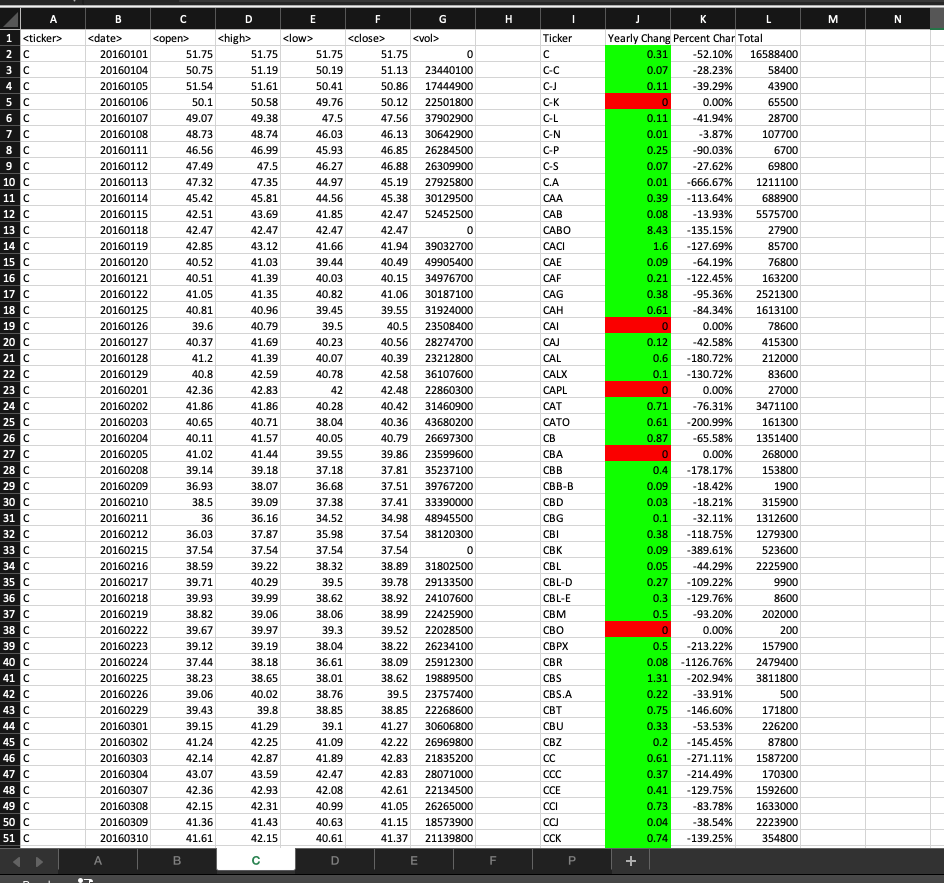 A B C D E F G H I J K L M N
1 <ticker> <date> <open> <high> <low> <close> <vol> Ticker Yearly Chang Percent Char Total
2 C 20160101 51.75 51.75 51.75 51.75 0 C 0.31 -52.10% 16588400
3 C 20160104 50.75 51.19 50.19 51.13 23440100 C-C 0.07 -28.23% 58400
4 C 20160105 51.54 51.61 50.41 50.86 17444900 C-J 0.11 -39.29% 43900
5 C 20160106 50.1 50.58 49.76 50.12 22501800 C-K 0 0.00% 65500
6 C 20160107 49.07 49.38 47.5 47.56 37902900 C-L 0.11 -41.94% 28700
7 C 20160108 48.73 48.74 46.03 46.13 30642900 C-N 0.01 -3.87% 107700
8 C 20160111 46.56 46.99 45.93 46.85 26284500 C-P 0.25 -90.03% 6700
9 C 20160112 47.49 47.5 46.27 46.88 26309900 C-S 0.07 -27.62% 69800
10 C 20160113 47.32 47.35 44.97 45.19 27925800 C.A 0.01 -666.67% 1211100
11 C 20160114 45.42 45.81 44.56 45.38 30129500 CAA 0.39 -113.64% 688900
12 C 20160115 42.51 43.69 41.85 42.47 52452500 CAB 0.08 -13.93% 5575700
13 C 20160118 42.47 42.47 42.47 42.47 0 CABO 8.43 -135.15% 27900
14 C 20160119 42.85 43.12 41.66 41.94 39032700 CACI 1.6 -127.69% 85700
15 C 20160120 40.52 41.03 39.44 40.49 49905400 CAE 0.09 -64.19% 76800
16 C 20160121 40.51 41.39 40.03 40.15 34976700 CAF 0.21 -122.45% 163200
17 C 20160122 41.05 41.35 40.82 41.06 30187100 CAG 0.38 -95.36% 2521300
18 C 20160125 40.81 40.96 39.45 39.55 31924000 CAH 0.61 -84.34% 1613100
19 C 20160126 39.6 40.79 39.5 40.5 23508400 CAI 0 0.00% 78600
20 C 20160127 40.37 41.69 40.23 40.56 28274700 CAJ 0.12 -42.58% 415300
21 C 20160128 41.2 41.39 40.07 40.39 23212800 CAL 0.6 -180.72% 212000
22 C 20160129 40.8 42.59 40.78 42.58 36107600 CALX 0.1 -130.72% 83600
23 C 20160201 42.36 42.83 42 42.48 22860300 CAPL 0 0.00% 27000
24 C 20160202 41.86 41.86 40.28 40.42 31460900 CAT 0.71 -76.31% 3471100
25 C 20160203 40.65 40.71 38.04 40.36 43680200 CATO 0.61 -200.99% 161300
26 C 20160204 40.11 41.57 40.05 40.79 26697300 CB 0.87 -65.58% 1351400
27 C 20160205 41.02 41.44 39.55 39.86 23599600 CBA 0 0.00% 268000
28 C 20160208 39.14 39.18 37.18 37.81 35237100 CBB 0.4 -178.17% 153800
29 C 20160209 36.93 38.07 36.68 37.51 39767200 CBB-B 0.09 -18.42% 1900
30 C 20160210 38.5 39.09 37.38 37.41 33390000 CBD 0.03 -18.21% 315900
31 C 20160211 36 36.16 34.52 34.98 48945500 CBG 0.1 -32.11% 1312600
32 C 20160212 36.03 37.87 35.98 37.54 38120300 CBI 0.38 -118.75% 1279300
33 C 20160215 37.54 37.54 37.54 37.54 0 CBK 0.09 -389.61% 523600
34 C 20160216 38.59 39.22 38.32 38.89 31802500 CBL 0.05 -44.29% 2225900
35 C 20160217 39.71 40.29 39.5 39.78 29133500 CBL-D 0.27 -109.22% 9900
36 C 20160218 39.93 39.99 38.62 38.92 24107600 CBL-E 0.3 -129.76% 8600
37 C 20160219 38.82 39.06 38.06 38.99 22425900 CBM 0.5 -93.20% 202000
38 C 20160222 39.67 39.97 39.3 39.52 22028500 CBO 0 0.00% 200
39 C 20160223 39.12 39.19 38.04 38.22 26234100 CBPX 0.5 -213.22% 157900
40 C 20160224 37.44 38.18 36.61 38.09 25912300 CBR 0.08 -1126.76% 2479400
41 C 20160225 38.23 38.65 38.01 38.62 19889500 CBS 1.31 -202.94% 3811800
42 C 20160226 39.06 40.02 38.76 39.5 23757400 CBS.A 0.22 -33.91% 500
43 C 20160229 39.43 39.8 38.85 38.85 22268600 CBT 0.75 -146.60% 171800
44 C 20160301 39.15 41.29 39.1 41.27 30606800 CBU 0.33 -53.53% 226200
45 C 20160302 41.24 42.25 41.09 42.22 26969800 CBZ 0.2 -145.45% 87800
46 C 20160303 42.14 42.87 41.89 42.83 21835200 CC 0.61 -271.11% 1587200
47 C 20160304 43.07 43.59 42.47 42.83 28071000 CCC 0.37 -214.49% 170300
48 C 20160307 42.36 42.93 42.08 42.61 22134500 CCE 0.41 -129.75% 1592600
49 C 20160308 42.15 42.31 40.99 41.05 26265000 CCI 0.73 -83.78% 1633000
50 C 20160309 41.36 41.43 40.63 41.15 18573900 CCJ 0.04 -38.54% 2223900
51 C 20160310 41.61 42.15 40.61 41.37 21139800 CCK 0.74 -139.25% 354800
A B C D E F P +